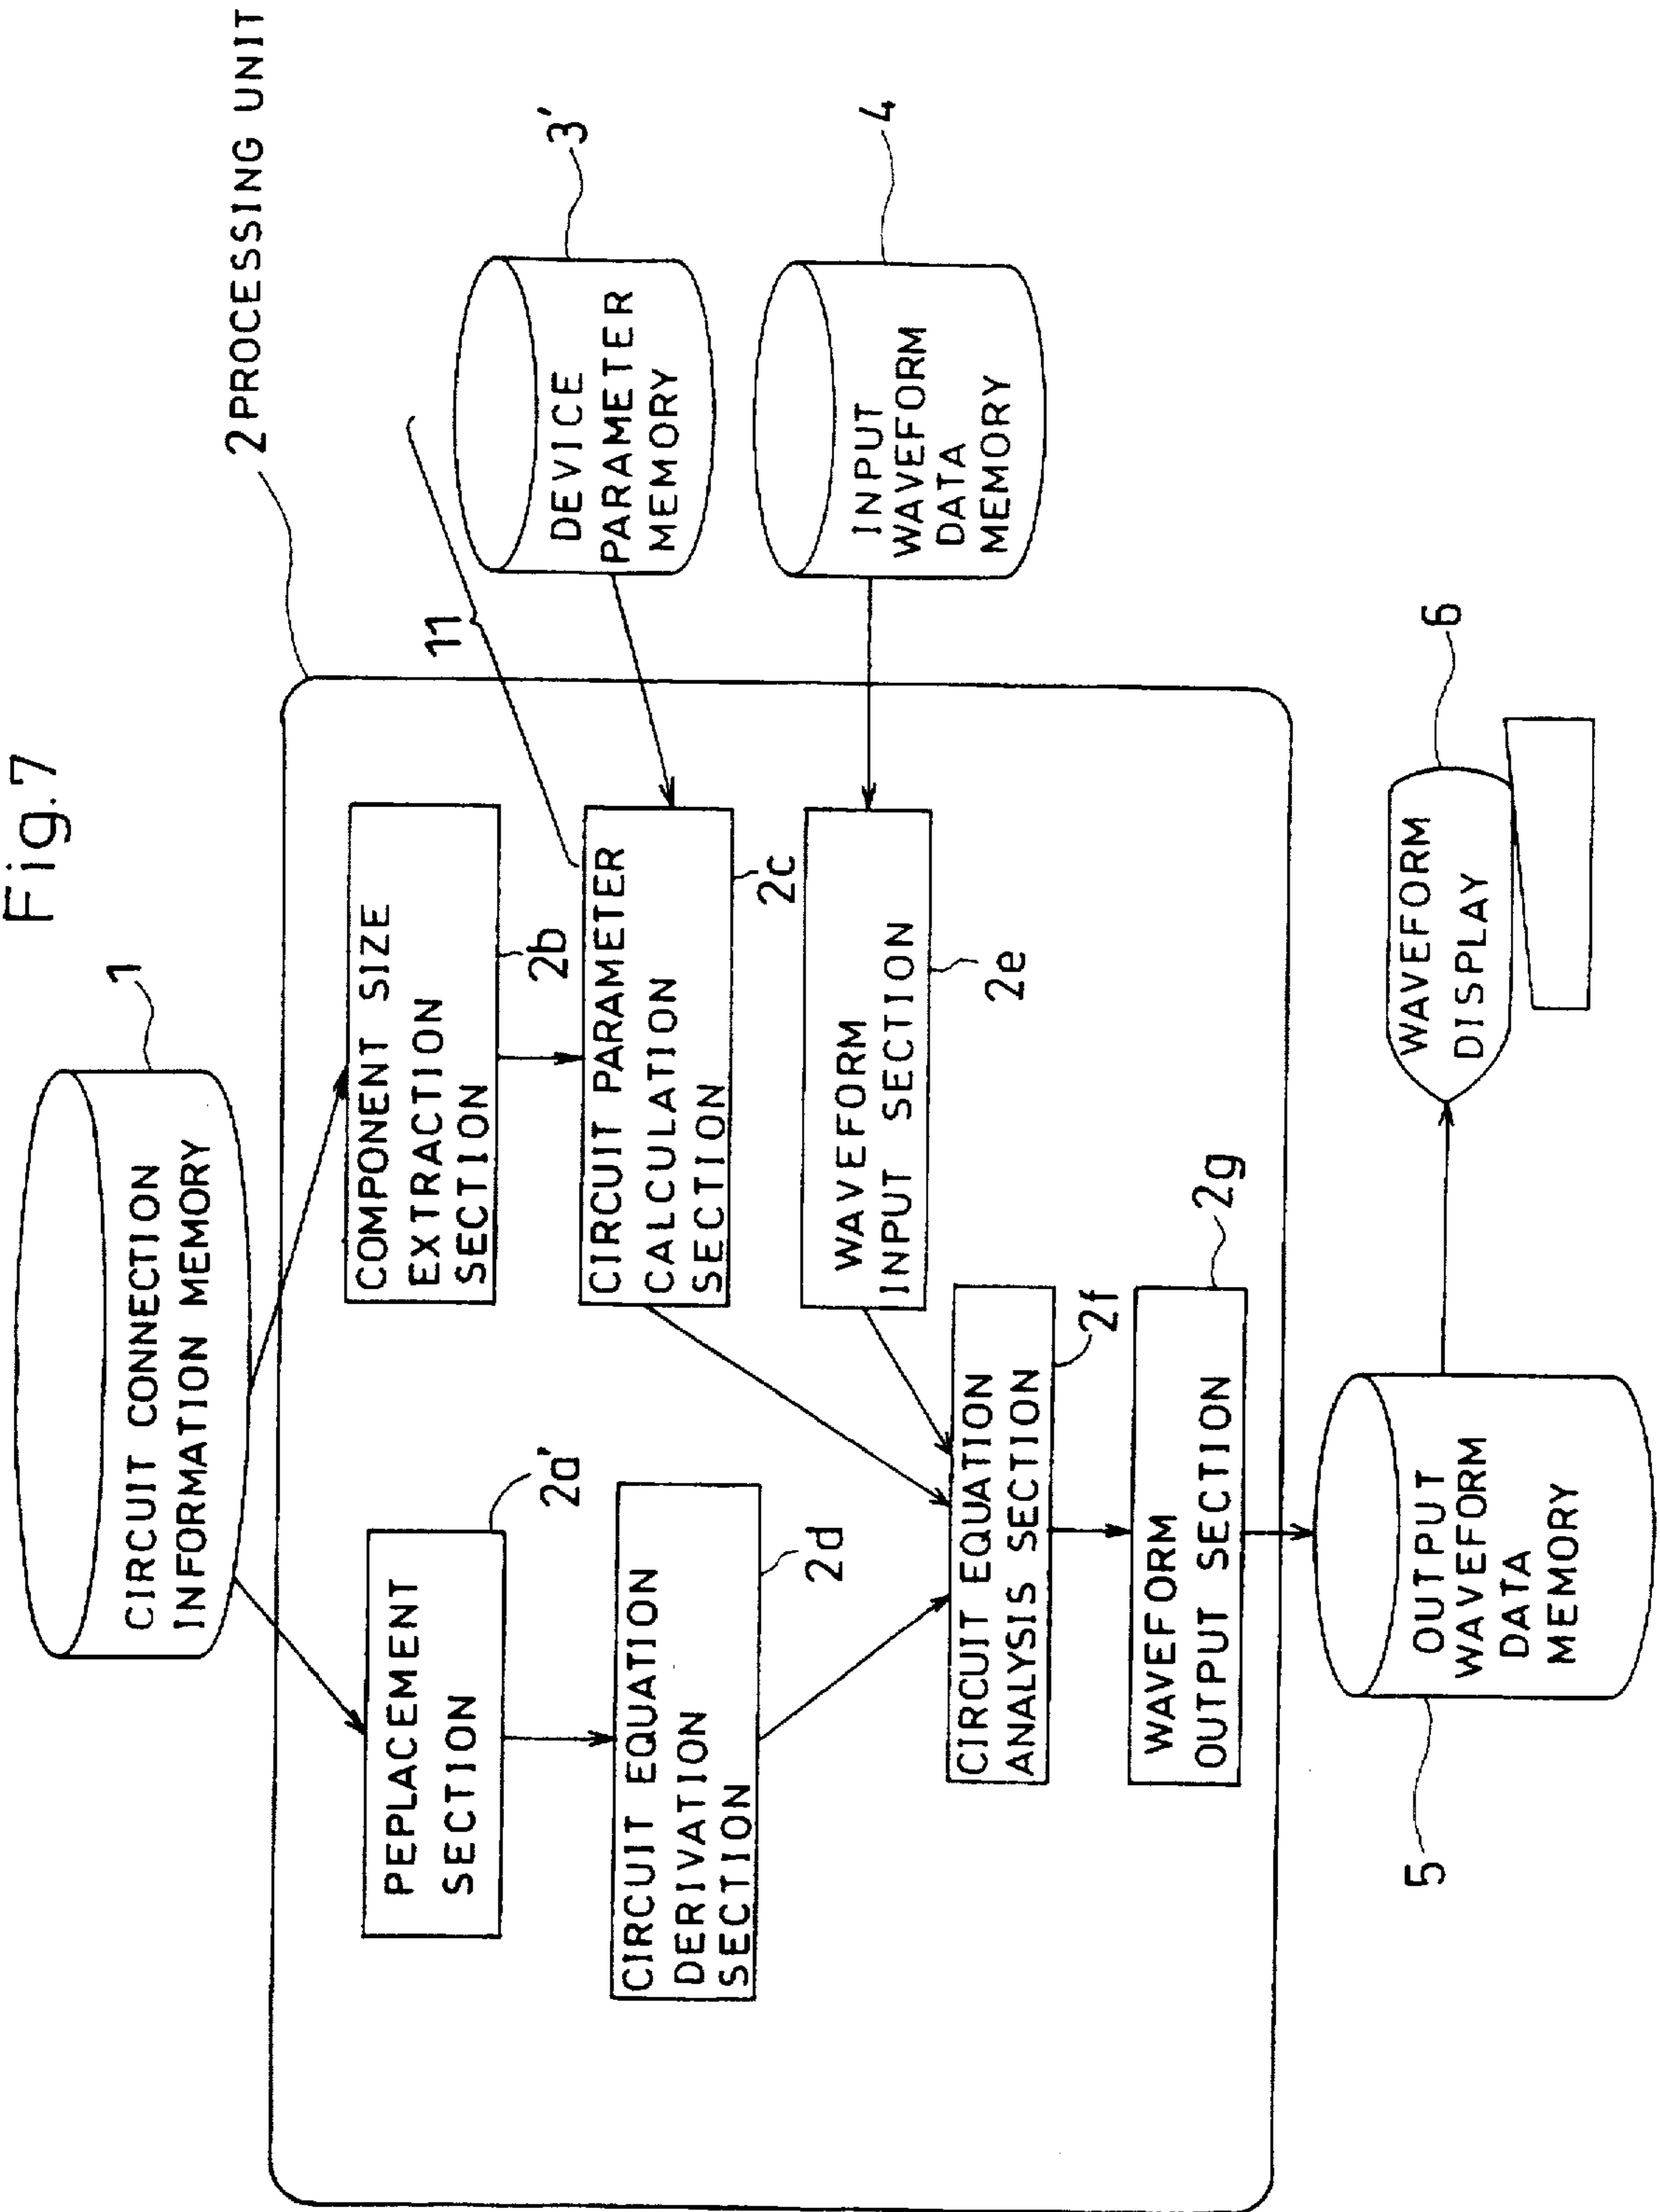 Fig.7
1
CIRCUIT CONNECTION
INFORMATION MEMORY
2 PROCESSING UNIT
PEPLACEMENT
SECTION
2a'
COMPONENT SIZE
EXTRACTION
SECTION
2b
11
3'
DEVICE
PARAMETER
MEMORY
CIRCUIT EQUATION
DERIVATION
SECTION
2d
CIRCUIT PARAMETER
CALCULATION
SECTION
2c
4
INPUT
WAVEFORM
DATA
MEMORY
WAVEFORM
INPUT SECTION
2e
CIRCUIT EQUATION
ANALYSIS SECTION
2f
WAVEFORM
OUTPUT SECTION
2g
5
OUTPUT
WAVEFORM
DATA
MEMORY
6
WAVEFORM
DISPLAY